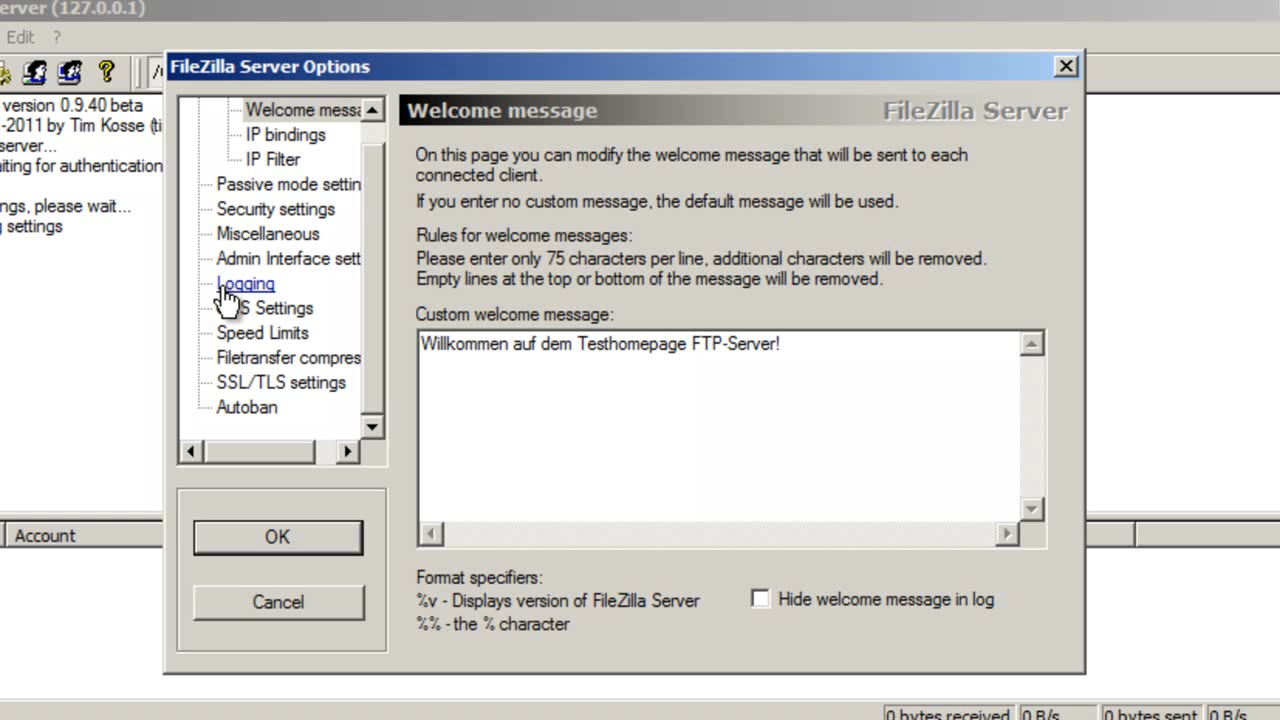 erver (127.0.0.1)
Edit ?
version 0.9.40 beta
-2011 by Tim Kosse (ti
server...
iting for authentication
ngs, please wait...
settings
Account
FileZilla Server Options
Welcome messa
IP bindings
IP Filter
Passive mode settin
Security settings
Miscellaneous
Admin Interface sett
Logging
S Settings
Speed Limits
Filetransfer compres
SSL/TLS settings
Autoban
OK
Cancel
Welcome message
FileZilla Server
On this page you can modify the welcome message that will be sent to each
connected client.
If you enter no custom message, the default message will be used.
Rules for welcome messages:
Please enter only 75 characters per line, additional characters will be removed.
Empty lines at the top or bottom of the message will be removed.
Custom welcome message:
Willkommen auf dem Testhomepage FTP-Server!
Format specifiers:
%v - Displays version of FileZilla Server
%% - the % character
Hide welcome message in log
0 bytes received 0 B/s 0 bytes sent 0 B/s